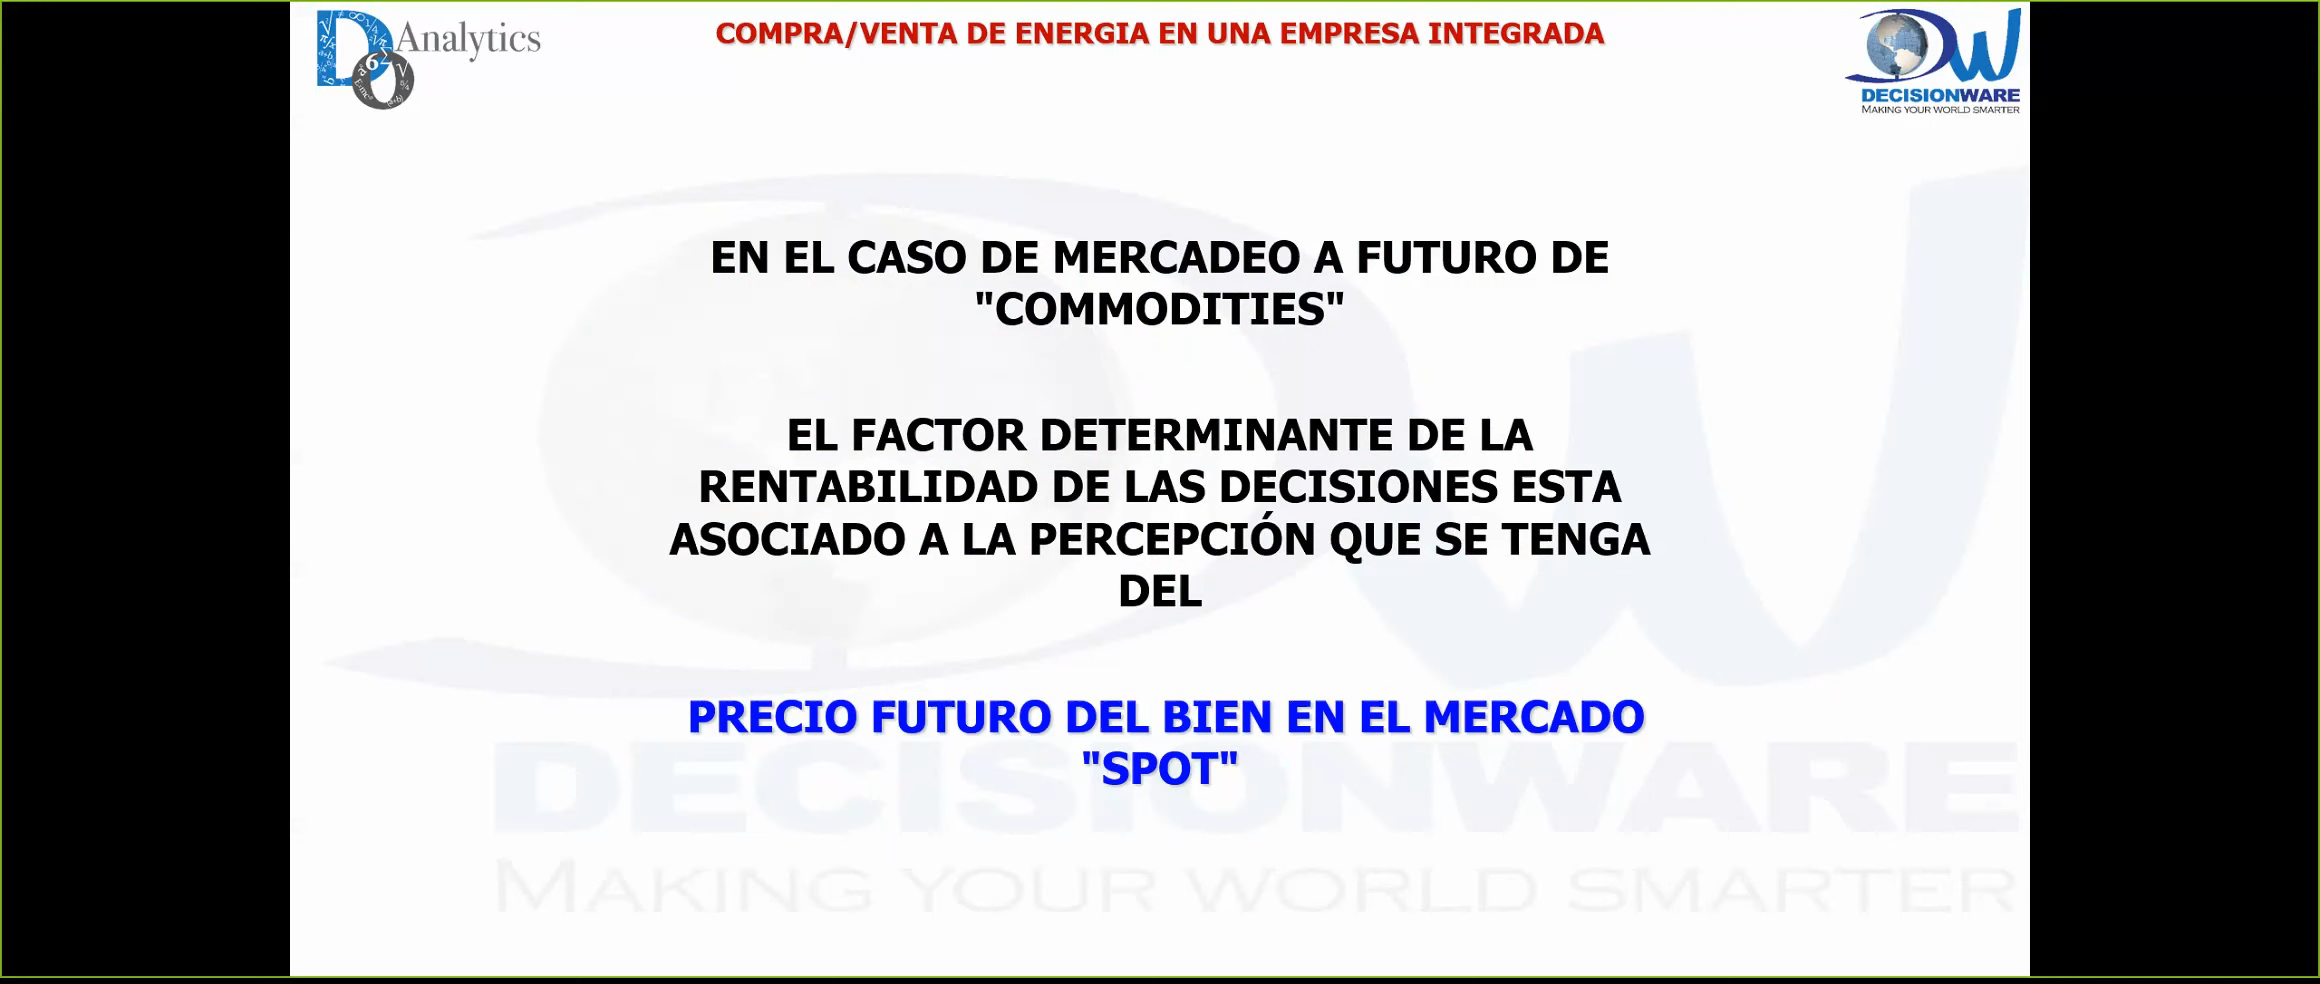 Analytics
COMPRA/VENTA DE ENERGIA EN UNA EMPRESA INTEGRADA
DECISIONWARE
MAKING YOUR WORLD SMARTER
EN EL CASO DE MERCADEO A FUTURO DE
"COMMODITIES"
EL FACTOR DETERMINANTE DE LA
RENTABILIDAD DE LAS DECISIONES ESTA
ASOCIADO A LA PERCEPCIÓN QUE SE TENGA
DEL
PRECIO FUTURO DEL BIEN EN EL MERCADO
"SPOT"
DECISIONWARE
MAKING YOUR WORLD SMARTER